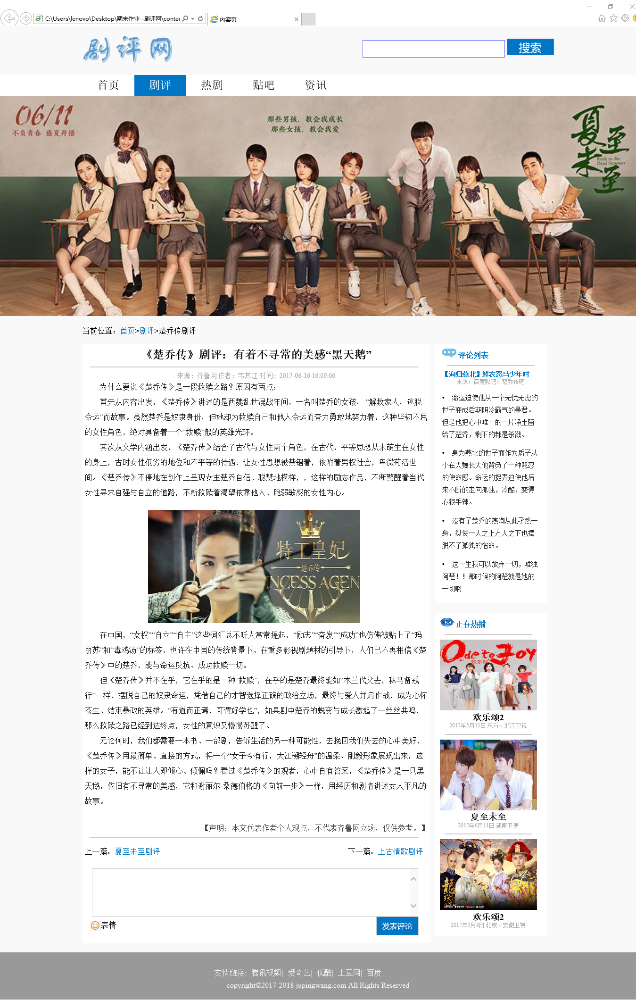 C:\Users\lenovo\Desktop\期末作业--剧评网\conten
内容页
剧评网
搜索
首页 剧评 热剧 贴吧 资讯
06/11
不负青春 盛夏开播
那些男孩，教会我成长
那些女孩，教会我爱
夏至未至
Rush to the
Dead Summer
当前位置：首页>剧评>楚乔传剧评
《楚乔传》剧评：有着不寻常的美感“黑天鹅”
来源：齐鲁网 作者：韦其江 时间：2017-06-16 16:09:06
为什么要说《楚乔传》是一段救赎之路？原因有两点：
首先从内容出发，《楚乔传》讲述的是西魏乱世混战年间，一名叫楚乔的女孩， “解救家人，逃脱
命运”而故事。虽然楚乔是奴隶身份，但她却为救赎自己和他人命运而奋力勇敢地努力着，这种坚韧不屈
的女性角色，绝对具备着一个“救赎”般的英雄光环。
其次从文学内涵出发，《楚乔传》结合了古代与女性两个角色，在古代，平等思想从未萌生在女性
的身上，古时女性低劣的地位和不平等的待遇，让女性思想被禁锢着，依附着男权社会，卑微苟活世
间。《楚乔传》不停地在创作上呈现女主楚乔自信、聪慧地模样，，这样的励志作品，不断警醒着当代
女性寻求自强与自立的道路，不断救赎着渴望依靠他人、脆弱敏感的女性内心。
特工皇妃
楚乔传
INCESS AGEN
在中国，“女权”“自立”“自主”这些词汇总不听人常常提起，“励志”“奋发”“成功”也仿佛被贴上了“玛
丽苏”和“毒鸡汤”的标签，也许在中国的传统背景下、在重多影视剧题材的引导下，人们已不再相信《楚
乔传》中的楚乔，能与命运反抗、成功救赎一切。
但《楚乔传》并不在乎，它在乎的是一种“救赎”，在乎的是楚乔最终能如“木兰代父去，秣马备戎
行”一样，摆脱自己的奴隶命运，凭借自己的才智选择正确的政治立场，最终与爱人并肩作战，成为心怀
苍生、结束暴政的英雄。“有道而正焉，可谓好学也”，如果剧中楚乔的蜕变与成长激起了一丝丝共鸣，
那么救赎之路已经到达终点，女性的意识又慢慢苏醒了。
无论何时，我们都需要一本书、一部剧，告诉生活的另一种可能性，去挽回我们失去的心中美好，
《楚乔传》用最简单、直接的方式，将一个“女子今有行，大江溯轻舟”的温柔、刚毅形象展现出来，这
样的女子，能不让让人即倾心、倾佩吗？看过《楚乔传》的观者，心中自有答案，《楚乔传》是一只黑
天鹅，依旧有不寻常的美感，它和谢丽尔·桑德伯格的《向前一步》一样，用经历和剧情讲述女人平凡的
故事。
【声明：本文代表作者个人观点，不代表齐鲁网立场，仅供参考。】
上一篇：夏至未至剧评 下一篇：上古情歌剧评
表情 发表评论
评论列表
【洵归燕北】鲜衣怒马少年时
来源：百度贴吧：楚乔传吧
• 命运迫使他从一个无忧无虑的
世子变成后期阴冷霸气的暴君。
但是他把心中唯一的一片净土留
给了楚乔，剩下的都是杀戮。
• 身为燕北的世子而作为质子从
小在大魏长大他背负了一种隐忍
的使命感。命运的捉弄迫使他后
来不断的走向孤独，冷酷，变得
心狠手辣。
• 没有了楚乔的燕洵从此孑然一
身，纵使一人之上万人之下也摆
脱不了孤独的宿命。
• 这一生我可以放弃一切，唯独
阿楚！！那时候的阿楚就是她的
一切啊
Hot 正在热播
Ode to Joy
欢乐颂
欢乐颂2
2017年5月11日 东方、浙江卫视
夏至未至
2017年6月11日 湖南卫视
龍珠
YOUKU
欢乐颂2
2017年5月8日 北京、安徽卫视
友情链接: 腾讯视频| 爱奇艺| 优酷| 土豆网| 百度
copyright©2017-2018 jupingwang.com All Rights Reserved